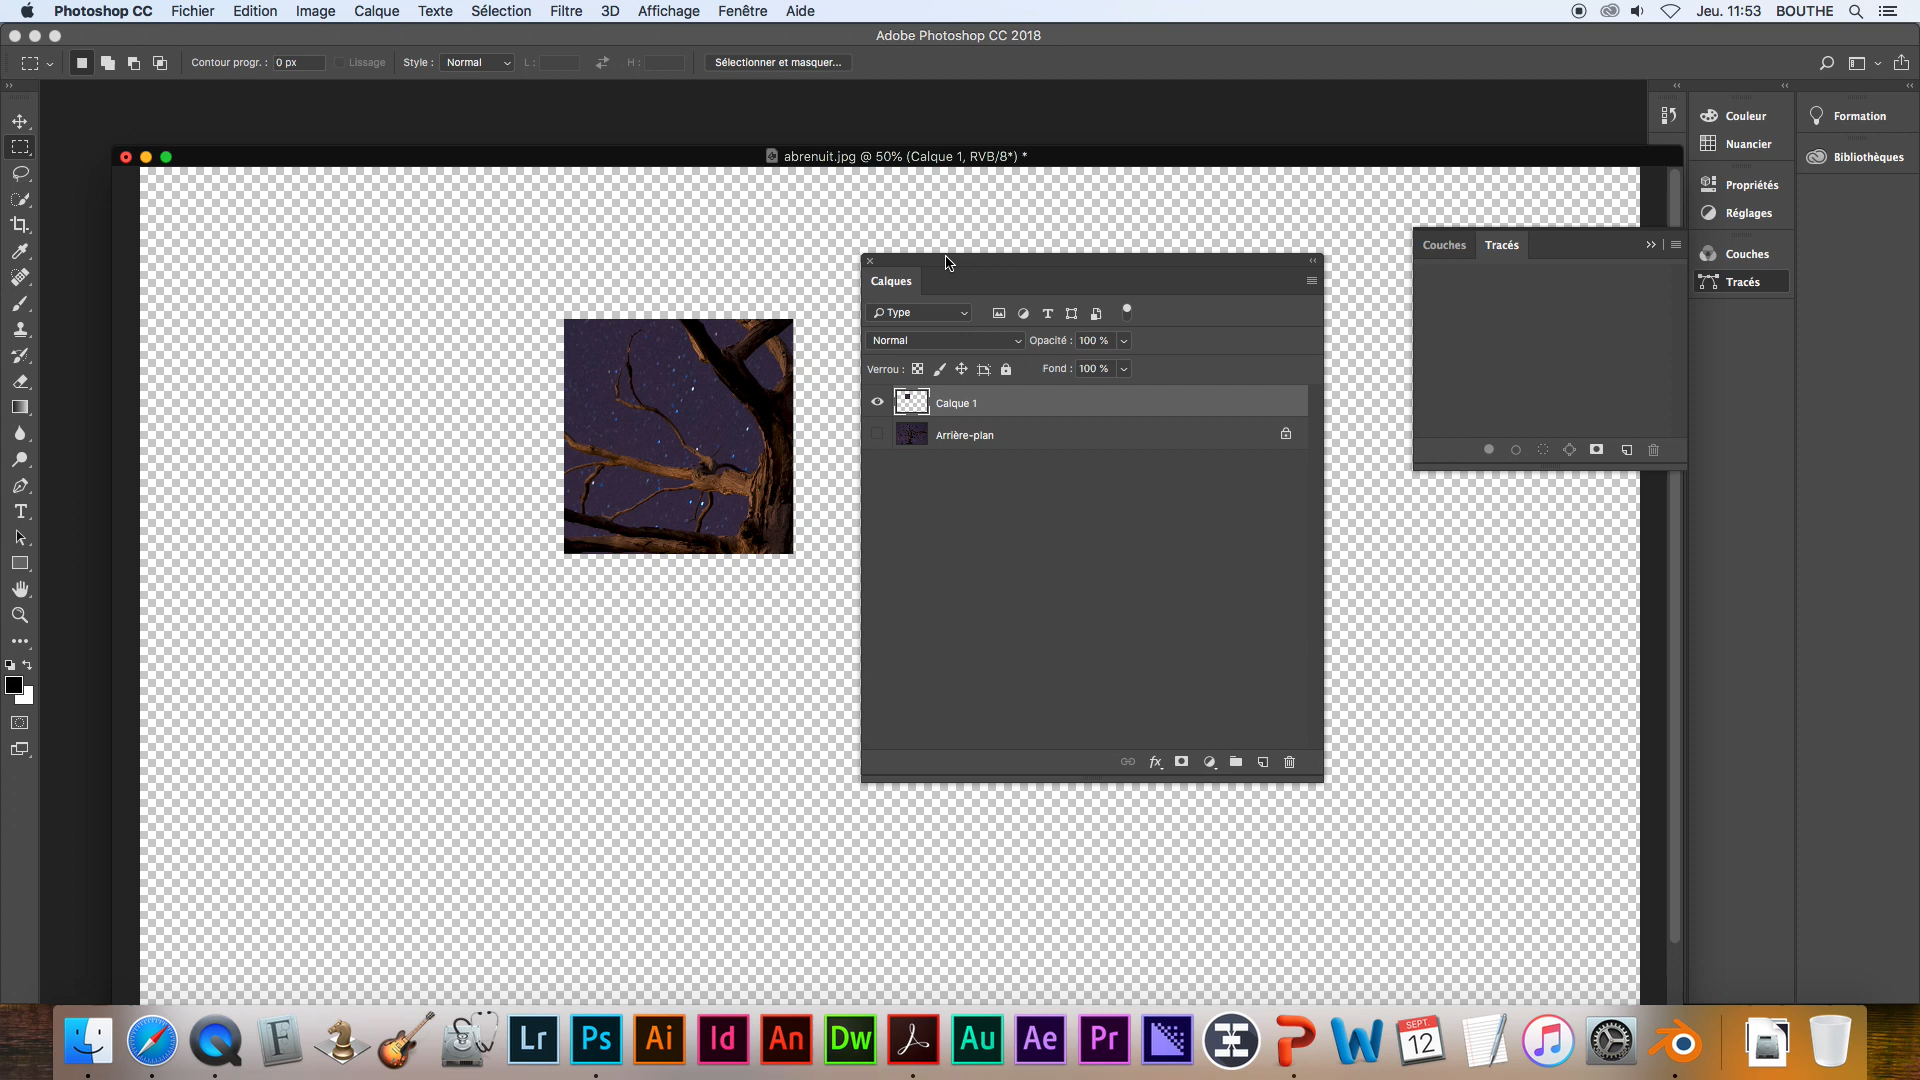 Photoshop CC Fichier Edition Image Calque Texte Sélection Filtre 3D Affichage Fenêtre Aide Jeu. 11:53 BOUTHE
Adobe Photoshop CC 2018
Contour progr. : 0 px Lissage Style : Normal L : H : Sélectionner et masquer...
abrenuit.jpg @ 50% (Calque 1, RVB/8*) *
Couleur
Nuancier
Propriétés
Réglages
Couches
Tracés
Formation
Bibliothèques
Couches Tracés
Calques
Type
Normal Opacité : 100 %
Verrou : Fond : 100 %
Calque 1
Arrière-plan
fx
Lr Ps Ai Id An Dw Au Ae Pr
SEPT.
12